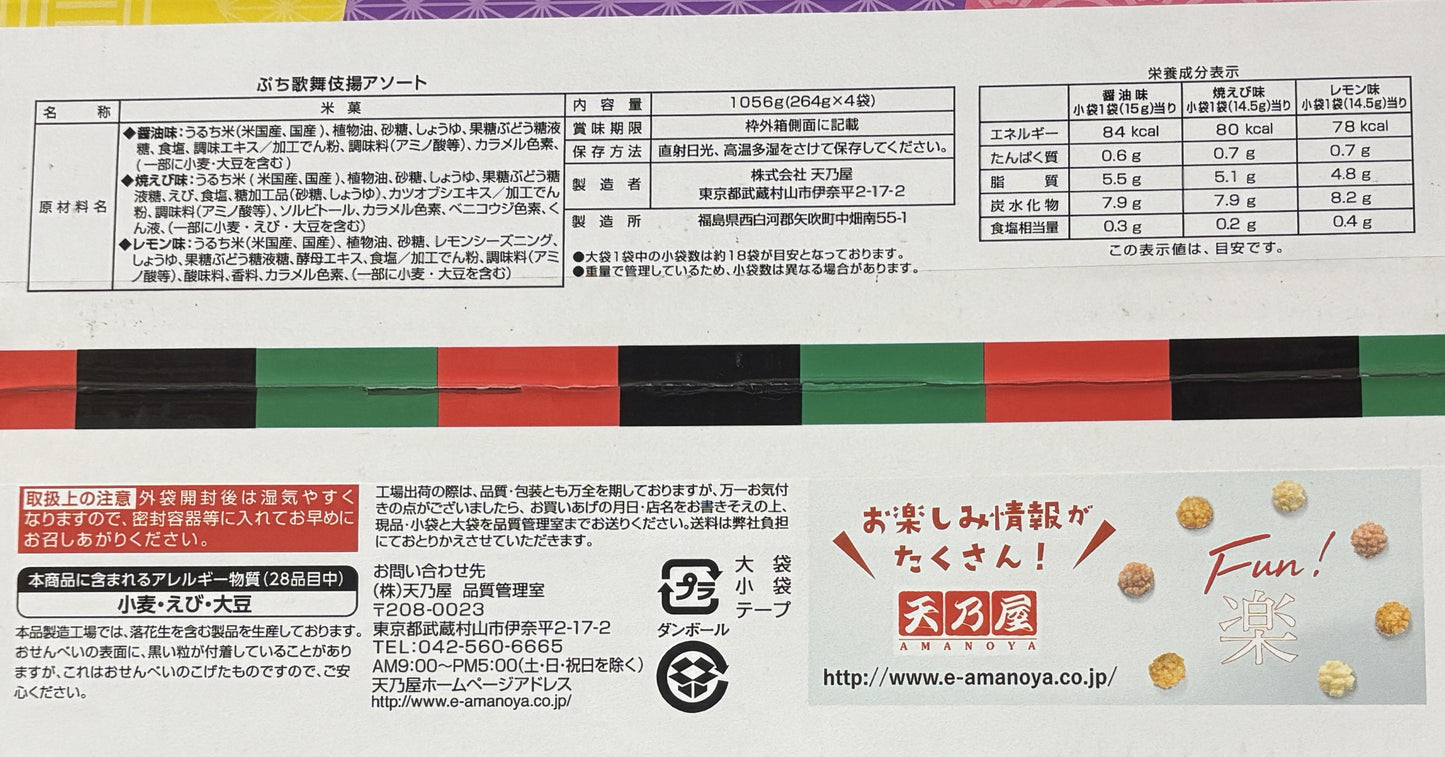 ぷち歌舞伎揚アソート
名称 米菓
原材料名
◆醤油味:うるち米(米国産、国産)、植物油、砂糖、しょうゆ、果糖ぶどう糖液
糖、食塩、調味エキス/加工でん粉、調味料(アミノ酸等)、カラメル色素、
(一部に小麦・大豆を含む)
◆焼えび味:うるち米(米国産、国産)、植物油、砂糖、しょうゆ、果糖ぶどう糖
液糖、えび、食塩、糖加工品(砂糖、しょうゆ)、カツオブシエキス/加工でん
粉、調味料(アミノ酸等)、ソルビトール、カラメル色素、ベニコウジ色素、く
ん液、(一部に小麦・えび・大豆を含む)
◆レモン味:うるち米(米国産、国産)、植物油、砂糖、レモンシーズニング、
しょうゆ、果糖ぶどう糖液糖、酵母エキス、食塩/加工でん粉、調味料(アミ
ノ酸等)、酸味料、香料、カラメル色素、(一部に小麦・大豆を含む)
内容量 1056g(264g×4袋)
賞味期限 枠外箱側面に記載
保存方法 直射日光、高温多湿をさけて保存してください。
製造者 株式会社 天乃屋
東京都武蔵村山市伊奈平2-17-2
製造所 福島県西白河郡矢吹町中畑南55-1
●大袋1袋中の小袋数は約18袋が目安となっております。
●重量で管理しているため、小袋数は異なる場合があります。
栄養成分表示
醤油味 焼えび味 レモン味
小袋1袋(15g)当り 小袋1袋(14.5g)当り 小袋1袋(14.5g)当り
エネルギー 84 kcal 80 kcal 78 kcal
たんぱく質 0.6 g 0.7 g 0.7 g
脂質 5.5 g 5.1 g 4.8 g
炭水化物 7.9 g 7.9 g 8.2 g
食塩相当量 0.3 g 0.2 g 0.4 g
この表示値は、目安です。
取扱上の注意 外袋開封後は湿気やすく
なりますので、密封容器等に入れてお早めに
お召しあがりください。
本商品に含まれるアレルギー物質(28品目中)
小麦・えび・大豆
本品製造工場では、落花生を含む製品を生産しております。
おせんべいの表面に、黒い粒が付着していることがあり
ますが、これはおせんべいのこげたものですので、ご安
心ください。
工場出荷の際は、品質・包装とも万全を期しておりますが、万一お気付
きの点がございましたら、お買いあげの月日・店名をお書きそえの上、
現品・小袋と大袋を品質管理室までお送りください。送料は弊社負担
にておとりかえさせていただきます。
お問い合わせ先
(株)天乃屋 品質管理室
〒208-0023
東京都武蔵村山市伊奈平2-17-2
TEL:042-560-6665
AM9:00～PM5:00(土・日・祝日を除く)
天乃屋ホームページアドレス
http://www.e-amanoya.co.jp/
プラ
大袋
小袋
テープ
ダンボール
お楽しみ情報が
たくさん!
天乃屋
AMANOYA
http://www.e-amanoya.co.jp/
Fun!
楽